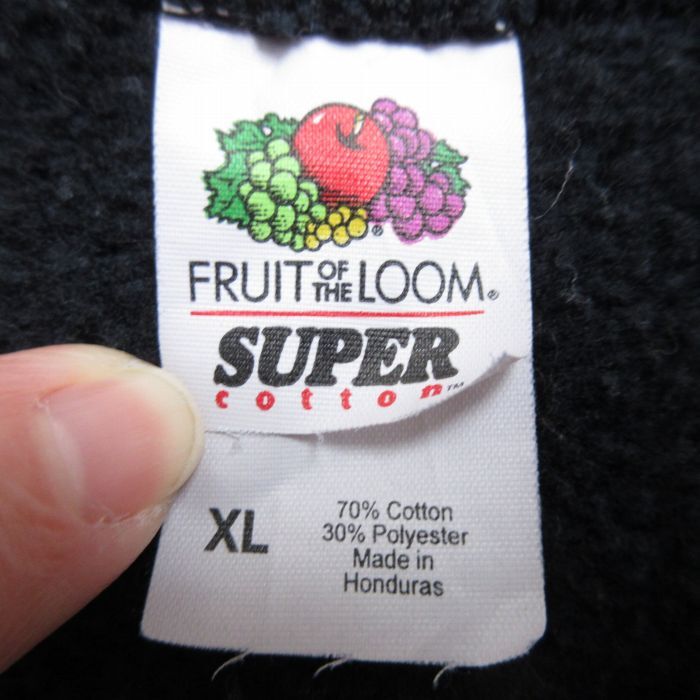 FRUIT OF THE LOOM®
SUPER
cotton™
XL
70% Cotton
30% Polyester
Made in
Honduras